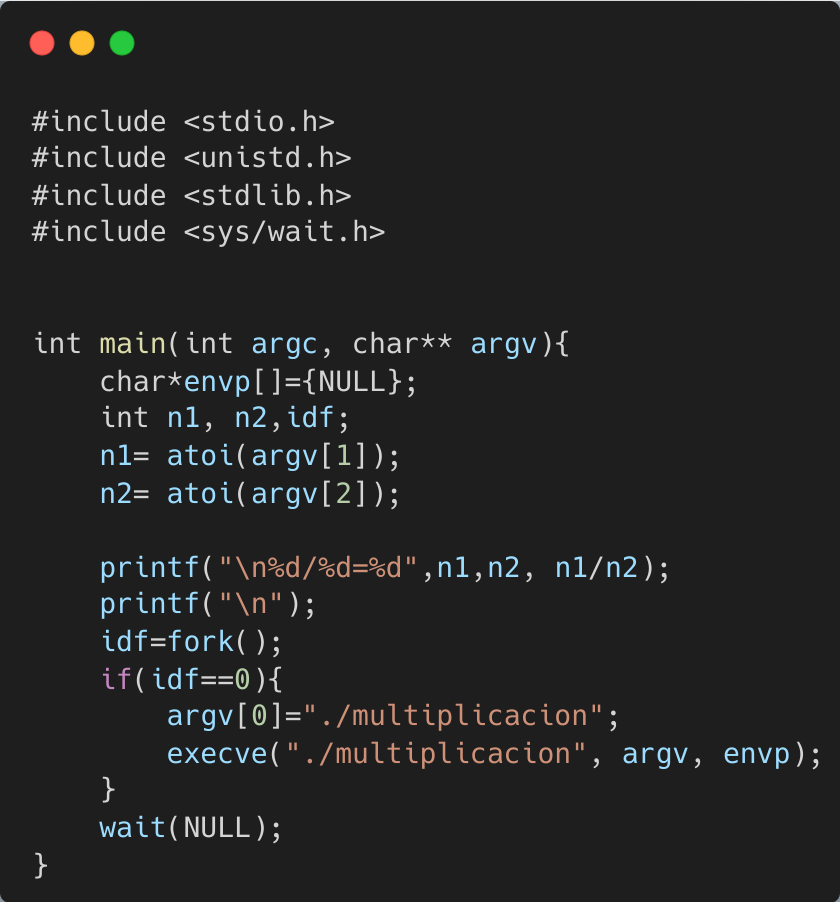 #include <stdio.h>
#include <unistd.h>
#include <stdlib.h>
#include <sys/wait.h>
int main(int argc, char** argv){
    char*envp[]={NULL};
    int n1, n2,idf;
    n1= atoi(argv[1]);
    n2= atoi(argv[2]);
    printf("\n%d/%d=%d",n1,n2, n1/n2);
    printf("\n");
    idf=fork();
    if(idf==0){
        argv[0]="./multiplicacion";
        execve("./multiplicacion", argv, envp);
    }
    wait(NULL);
}